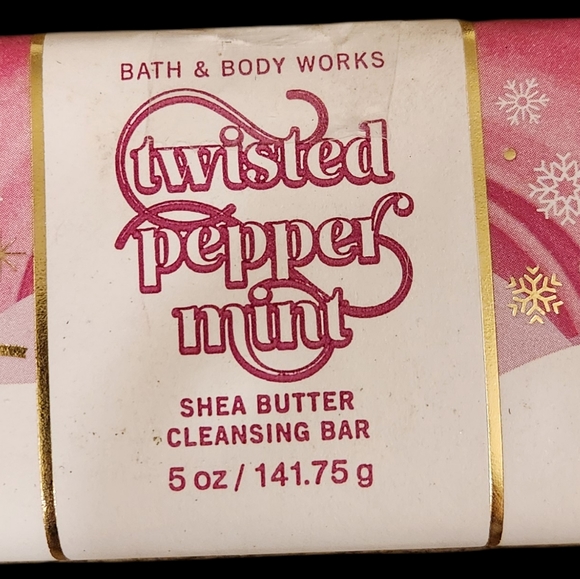 BATH & BODY WORKS
twisted
pepper
mint
SHEA BUTTER
CLEANSING BAR
5 oz / 141.75 g